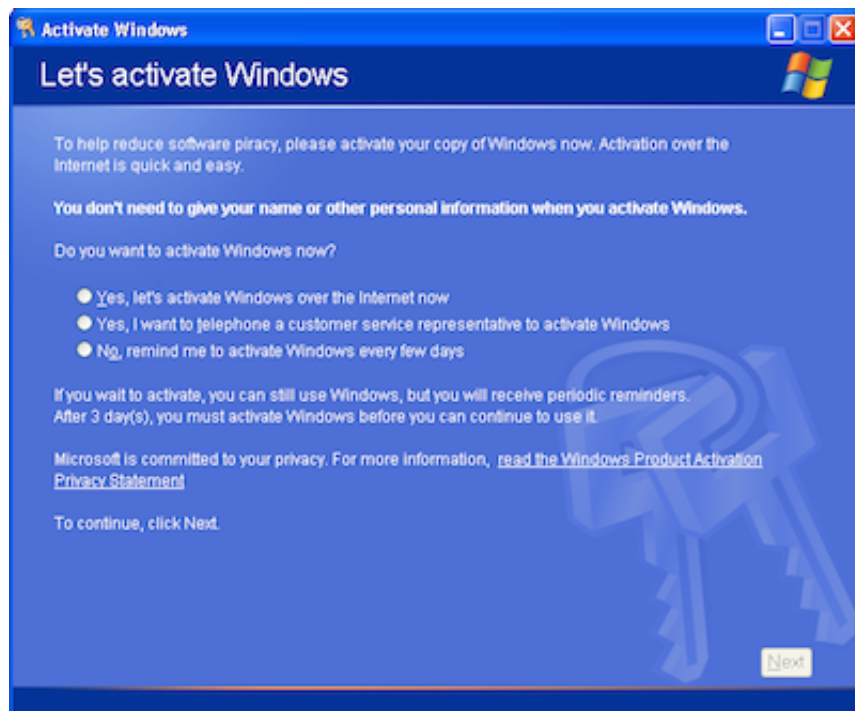 Activate Windows
Let's activate Windows
To help reduce software piracy, please activate your copy of Windows now. Activation over the
Internet is quick and easy.
You don't need to give your name or other personal information when you activate Windows.
Do you want to activate Windows now?
Yes, let's activate Windows over the Internet now
Yes, I want to telephone a customer service representative to activate Windows
No, remind me to activate Windows every few days
If you wait to activate, you can still use Windows, but you will receive periodic reminders.
After 3 day(s), you must activate Windows before you can continue to use it.
Microsoft is committed to your privacy. For more information, read the Windows Product Activation
Privacy Statement
To continue, click Next.
Next